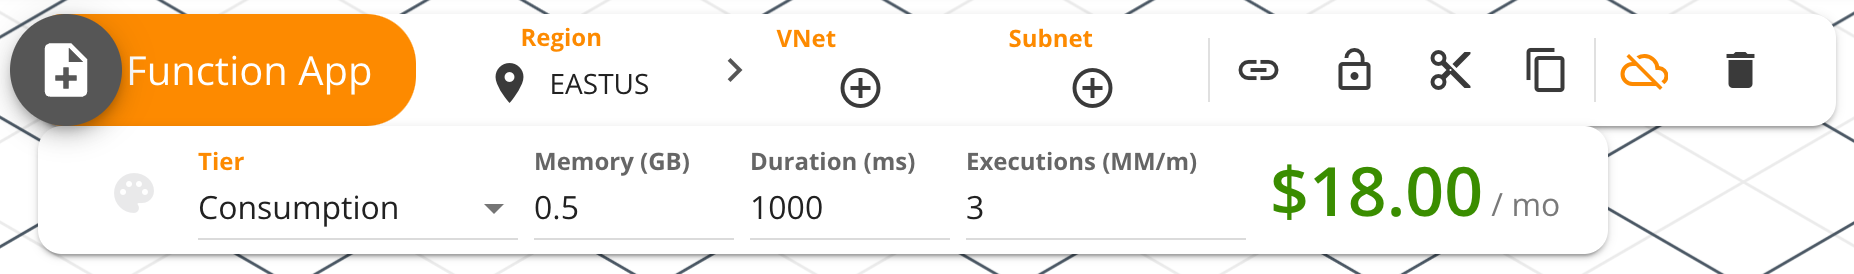 Function App
Region
EASTUS
VNet
Subnet
Tier
Consumption
Memory (GB)
0.5
Duration (ms)
1000
Executions (MM/m)
3
$18.00 / mo